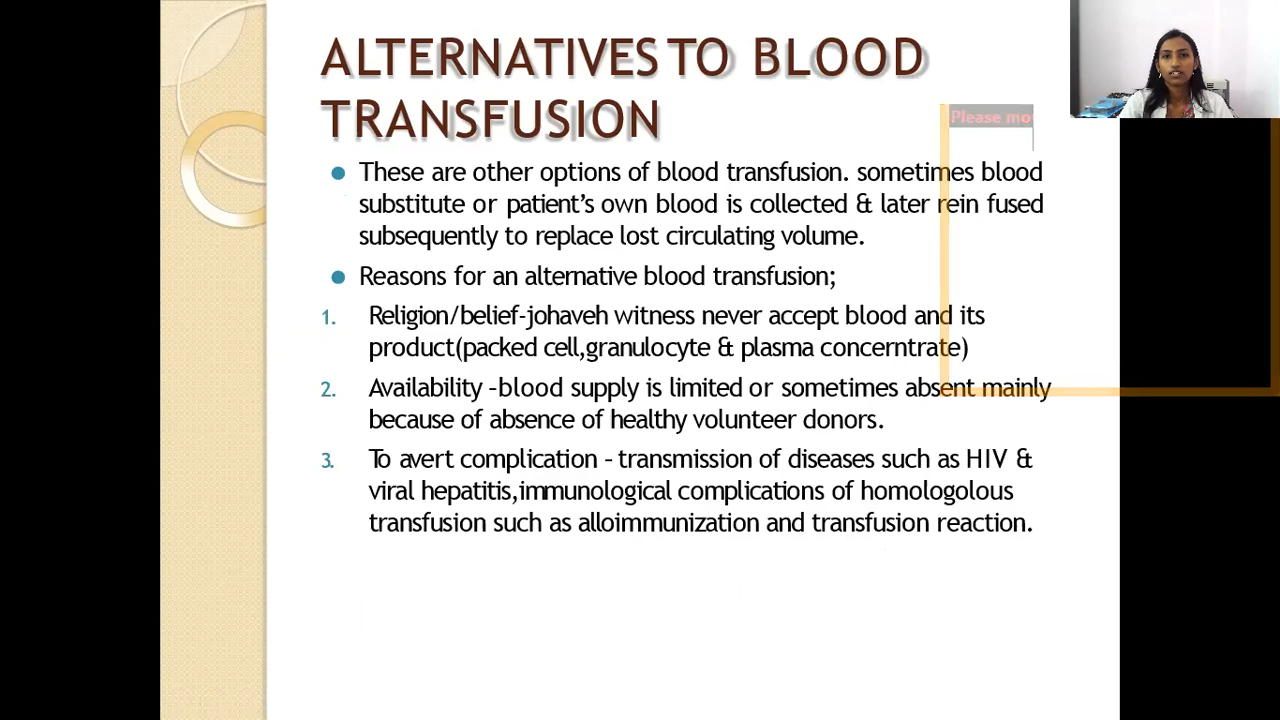 ALTERNATIVES TO BLOOD
TRANSFUSION
Please mo
These are other options of blood transfusion. sometimes blood
substitute or patient's own blood is collected & later rein fused
subsequently to replace lost circulating volume.
Reasons for an alternative blood transfusion;
1. Religion/belief-johaveh witness never accept blood and its
product(packed cell,granulocyte & plasma concerntrate)
2. Availability -blood supply is limited or sometimes absent mainly
because of absence of healthy volunteer donors.
3. To avert complication - transmission of diseases such as HIV &
viral hepatitis,immunological complications of homologolous
transfusion such as alloimmunization and transfusion reaction.